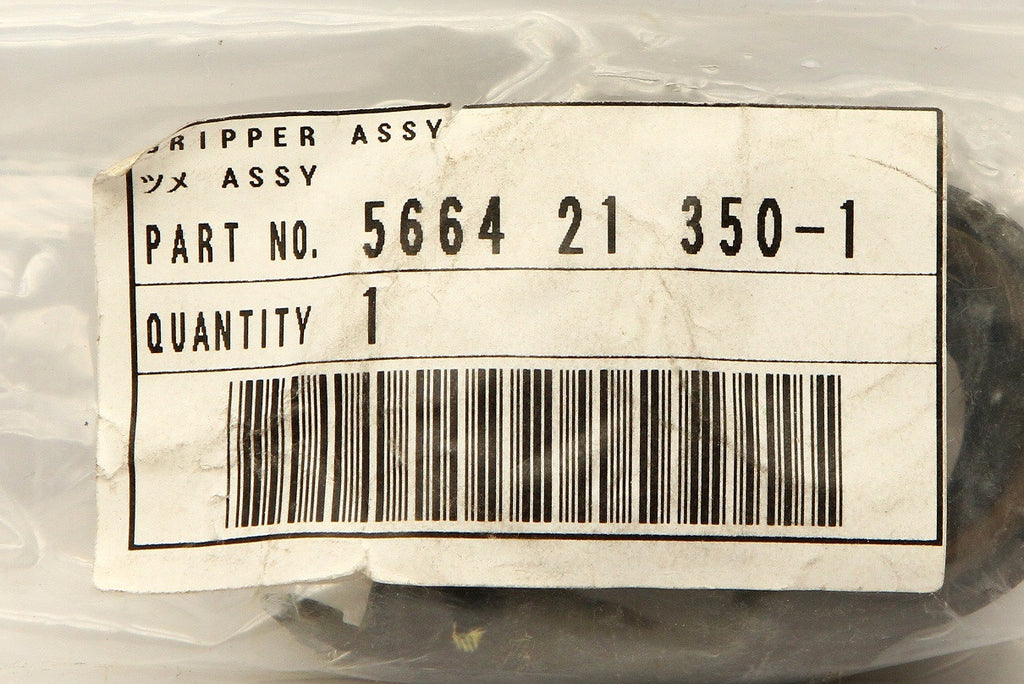 GRIPPER ASSY
ツメ ASSY
PART NO. 5664 21 350-1
QUANTITY 1